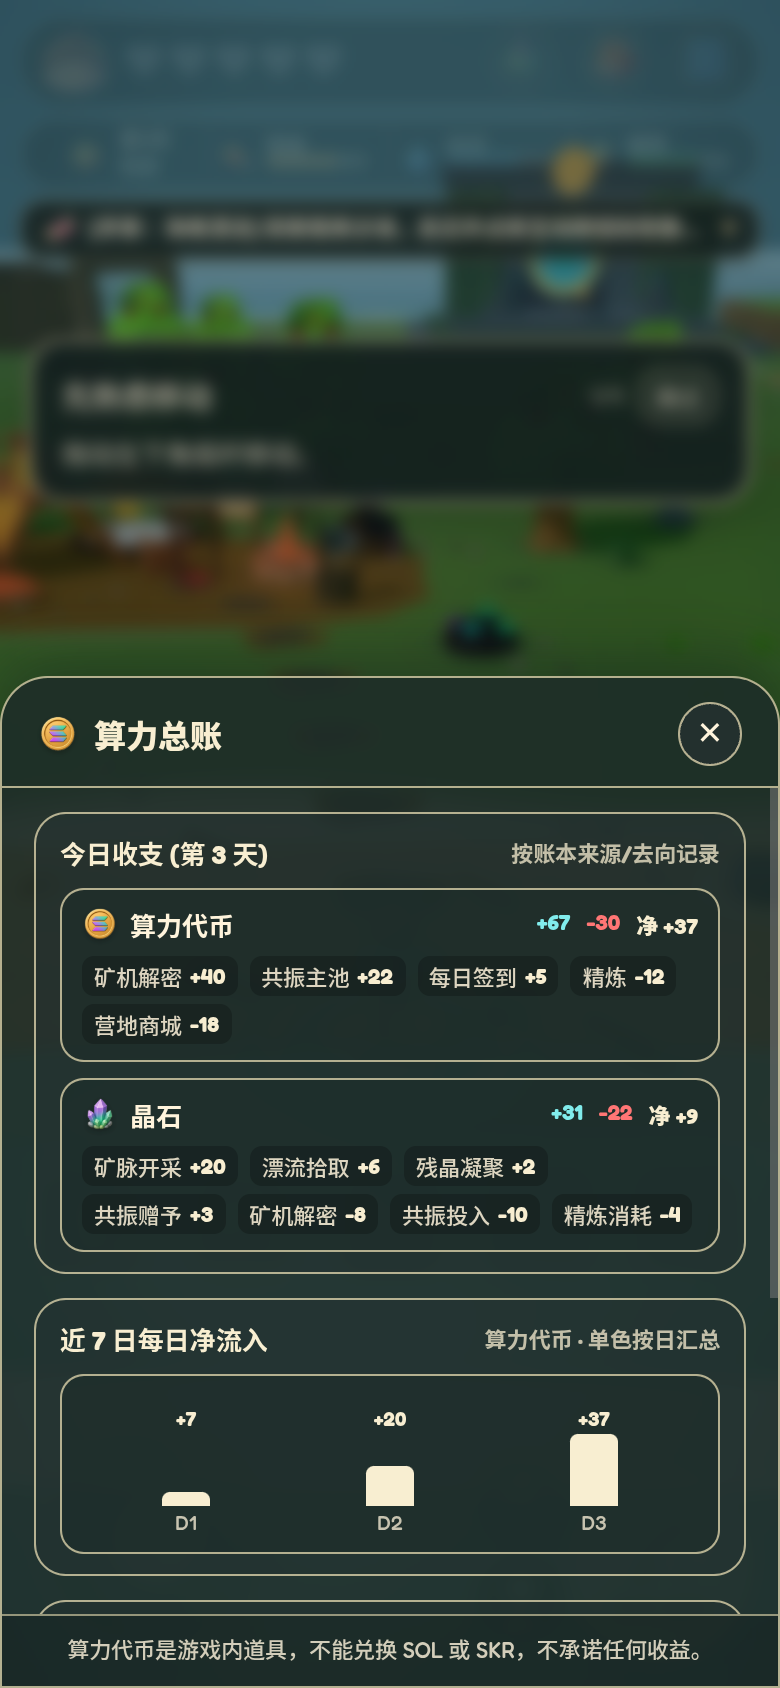 算力总账
今日收支 (第 3 天)
按账本来源/去向记录
算力代币
+67 -30 净 +37
矿机解密 +40 共振主池 +22 每日签到 +5 精炼 -12
营地商城 -18
晶石
+31 -22 净 +9
矿脉开采 +20 漂流拾取 +6 残晶凝聚 +2
共振赠予 +3 矿机解密 -8 共振投入 -10 精炼消耗 -4
近 7 日每日净流入
算力代币 · 单色按日汇总
+7 +20 +37
D1 D2 D3
算力代币是游戏内道具，不能兑换 SOL 或 SKR，不承诺任何收益。